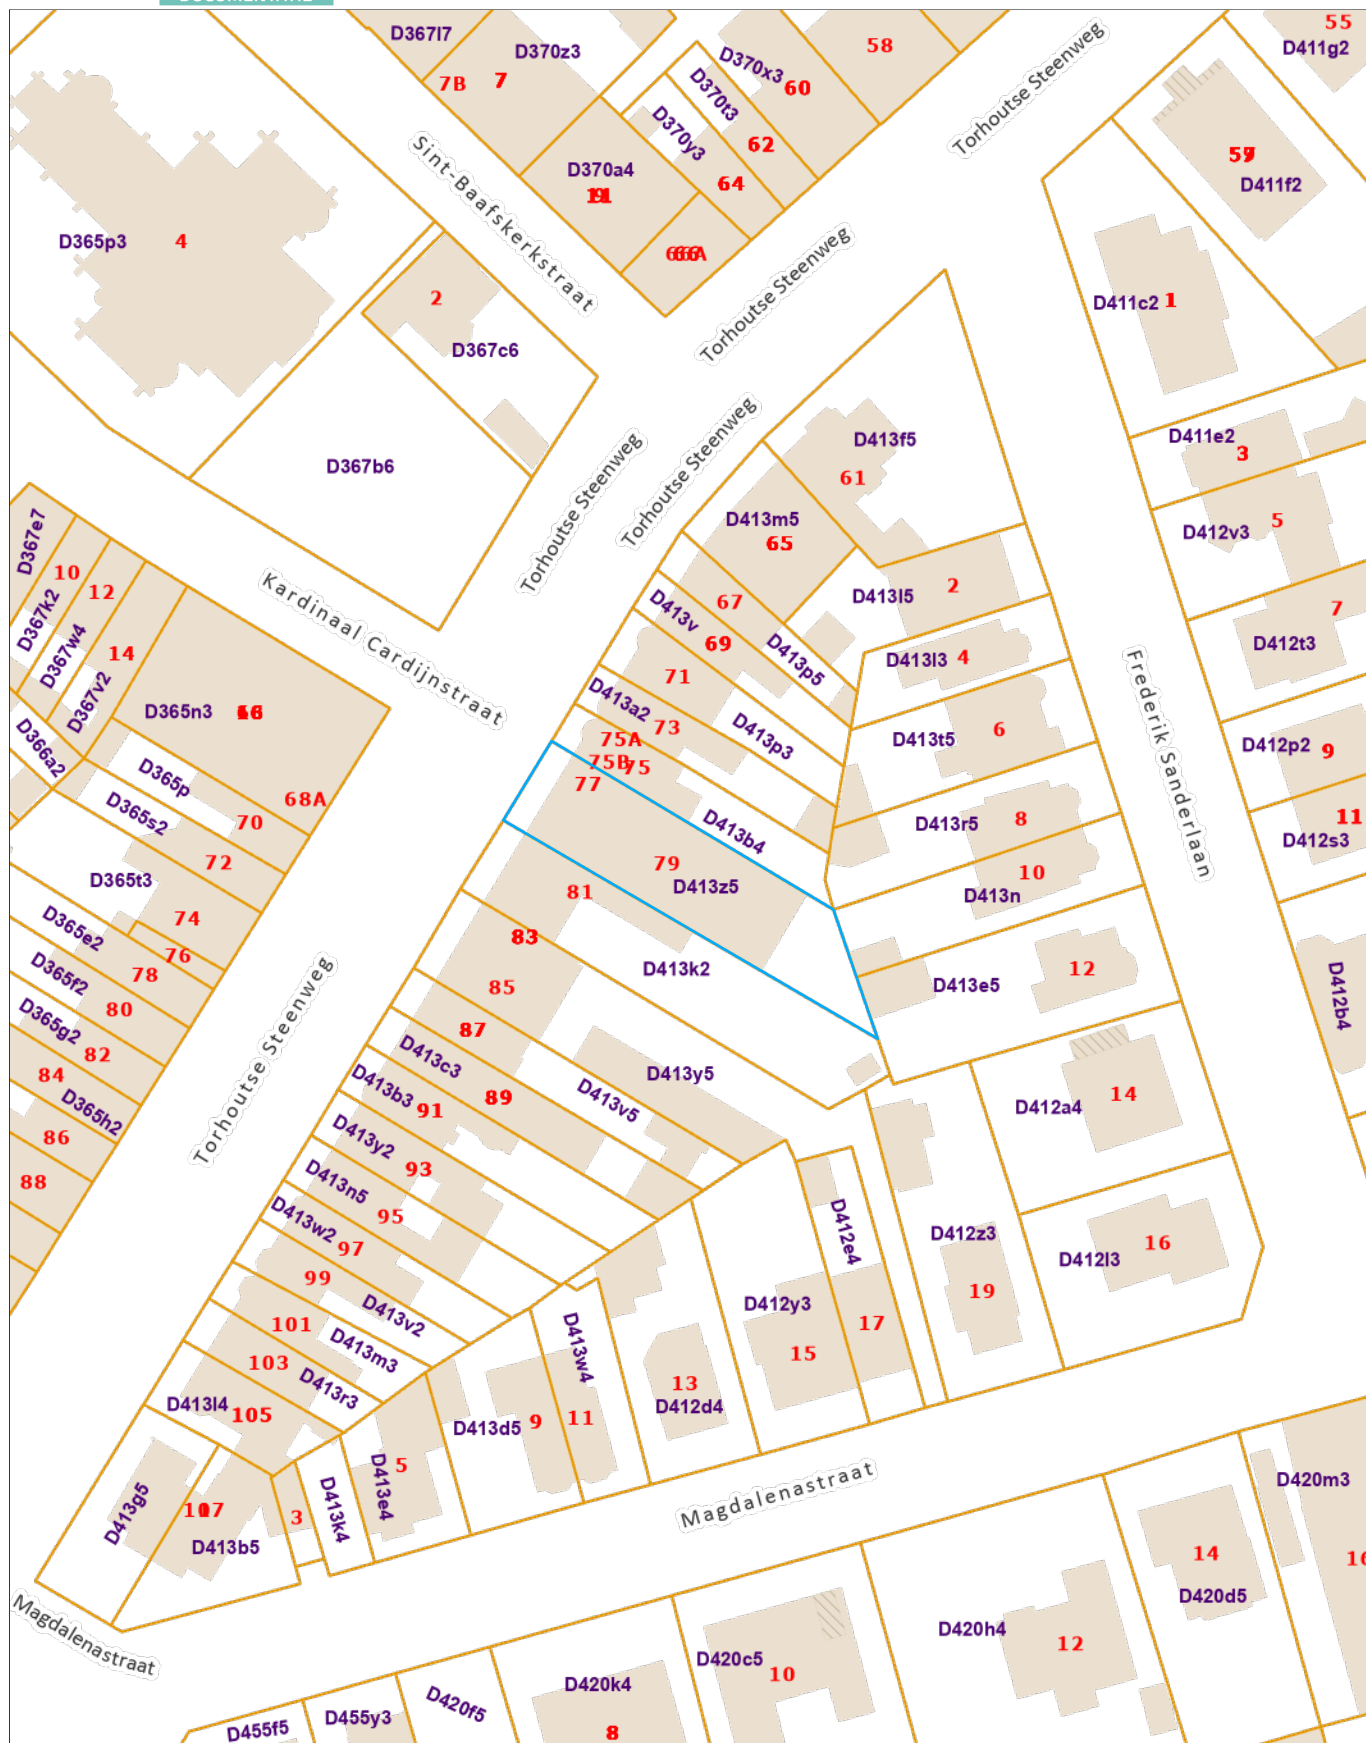 D367l7
D370z3
7B
7
D370x3
60
58
D370t3
D370y3
62
64
D370a4
Torhoutse Steenweg
55
D411g2
57
D411f2
Sint-Baafskerkstraat
D365p3
4
2
D367c6
Torhoutse Steenweg
D411c2
1
D367b6
Torhoutse Steenweg
Torhoutse Steenweg
D413f5
61
D411e2
3
D412v3
5
D413m5
65
D367e7
10
D367k2
12
D367w4
14
D367v2
Kardinaal Cardijnstraat
67
D413v
69
D413p5
D413l5
2
71
D413l3
4
7
D412t3
D413a2
73
D413p3
D413t5
6
Frederik Sanderlaan
D365n3
D366a2
D365p
68A
70
D365s2
72
D365t3
74
75A
75B
75
77
D413b4
D412p2
9
D413r5
8
11
D412s3
79
D413z5
10
D413n
81
D365e2
76
78
D365f2
80
D365g2
82
84
D365h2
86
88
Torhoutse Steenweg
83
85
D413k2
D413e5
12
D412b4
87
D413c3
89
D413y5
D413v5
D413b3
91
D412a4
14
D413y2
93
D413n5
95
D413w2
97
99
D413v2
D412e4
D412z3
19
D412l3
16
D412y3
15
17
101
D413m3
103
D413r3
D413w4
D413l4
105
D413d5
9
11
13
D412d4
D413g5
D413b5
3
D413k4
D413e4
5
Magdalenastraat
D420m3
14
D420d5
Magdalenastraat
D420h4
12
D420c5
10
D420k4
8
D420f5
D455y3
D455f5